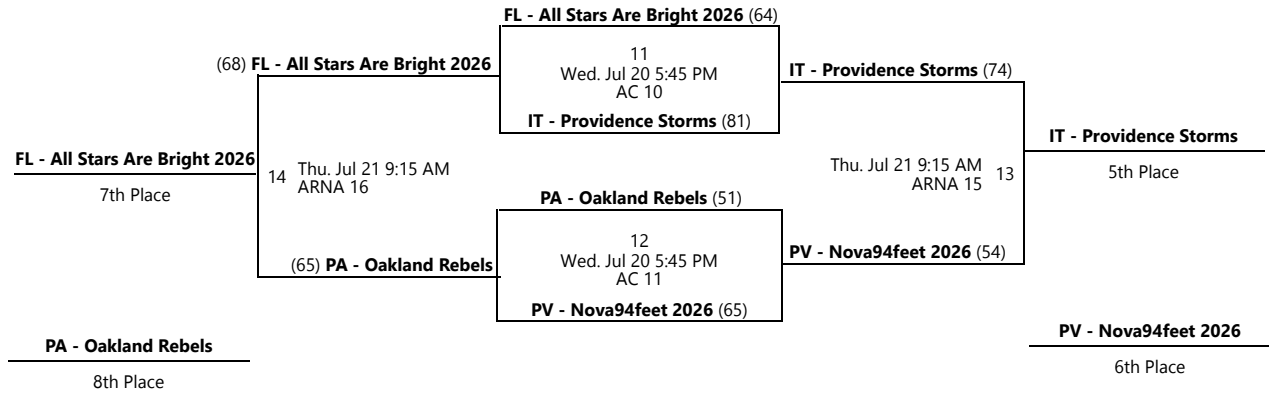 FL - All Stars Are Bright 2026 (64)
(68) FL - All Stars Are Bright 2026
11
Wed. Jul 20 5:45 PM
AC 10
IT - Providence Storms (74)
IT - Providence Storms (81)
IT - Providence Storms
5th Place
FL - All Stars Are Bright 2026
7th Place
14
Thu. Jul 21 9:15 AM
ARNA 16
Thu. Jul 21 9:15 AM
ARNA 15
13
PA - Oakland Rebels (51)
12
Wed. Jul 20 5:45 PM
AC 11
(65) PA - Oakland Rebels
PV - Nova94feet 2026 (54)
PV - Nova94feet 2026 (65)
PA - Oakland Rebels
8th Place
PV - Nova94feet 2026
6th Place